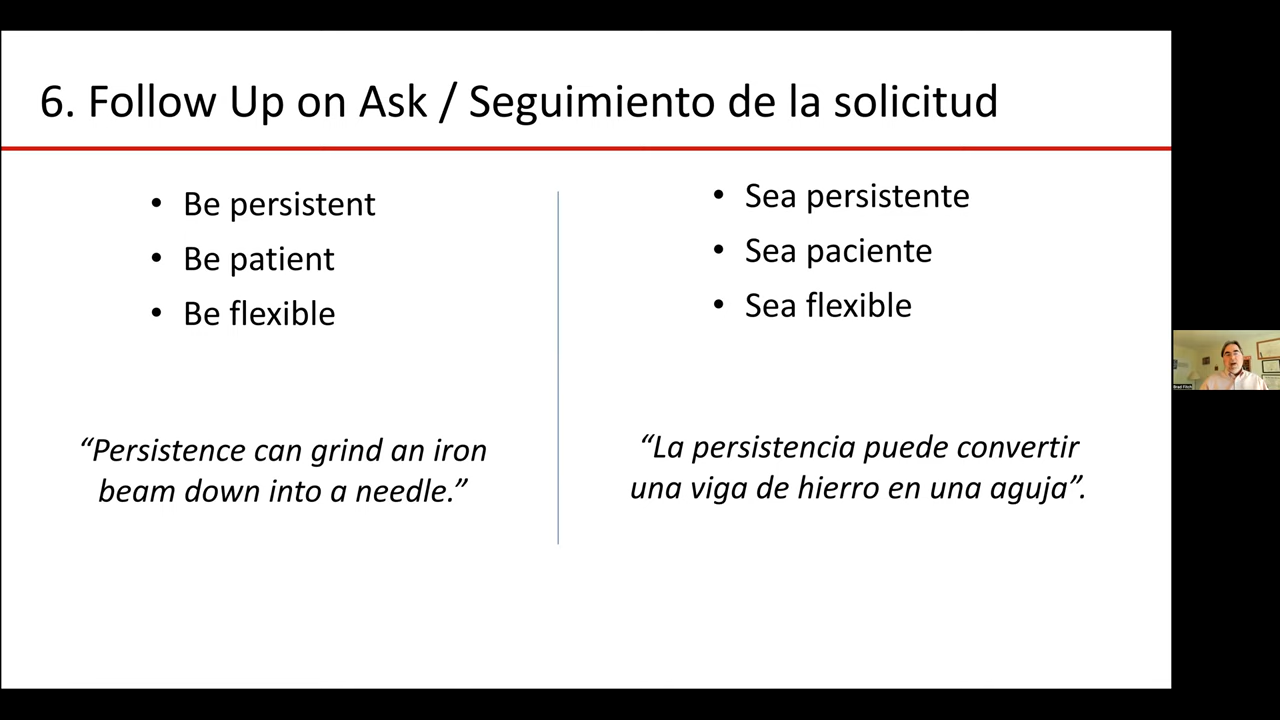 6. Follow Up on Ask / Seguimiento de la solicitud
• Be persistent
• Be patient
• Be flexible
“Persistence can grind an iron
beam down into a needle.”
• Sea persistente
• Sea paciente
• Sea flexible
“La persistencia puede convertir
una viga de hierro en una aguja”.
Brad Fitch